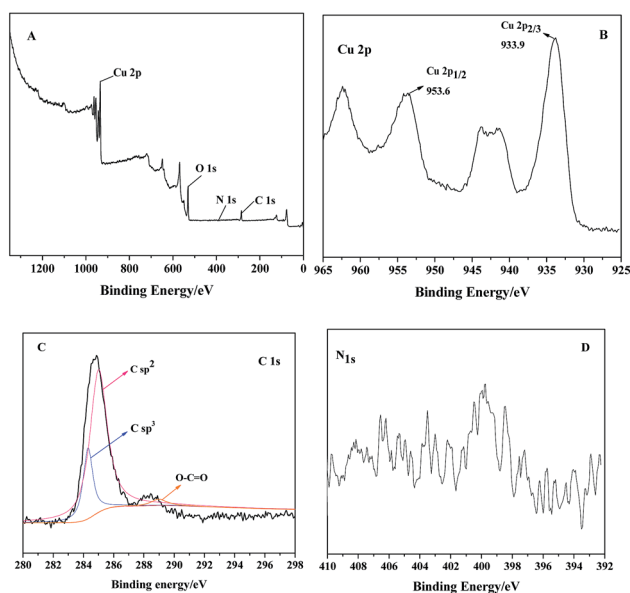 A
Cu 2p
O 1s
N 1s
C 1s
1200 1000 800 600 400 200 0
Binding Energy/eV
B
Cu 2p
Cu 2p2/3
933.9
Cu 2p1/2
953.6
965 960 955 950 945 940 935 930 925
Binding Energy/eV
C
C 1s
C sp2
C sp3
O-C=O
280 282 284 286 288 290 292 294 296 298
Binding energy/eV
D
N1s
410 408 406 404 402 400 398 396 394 392
Binding Energy/eV